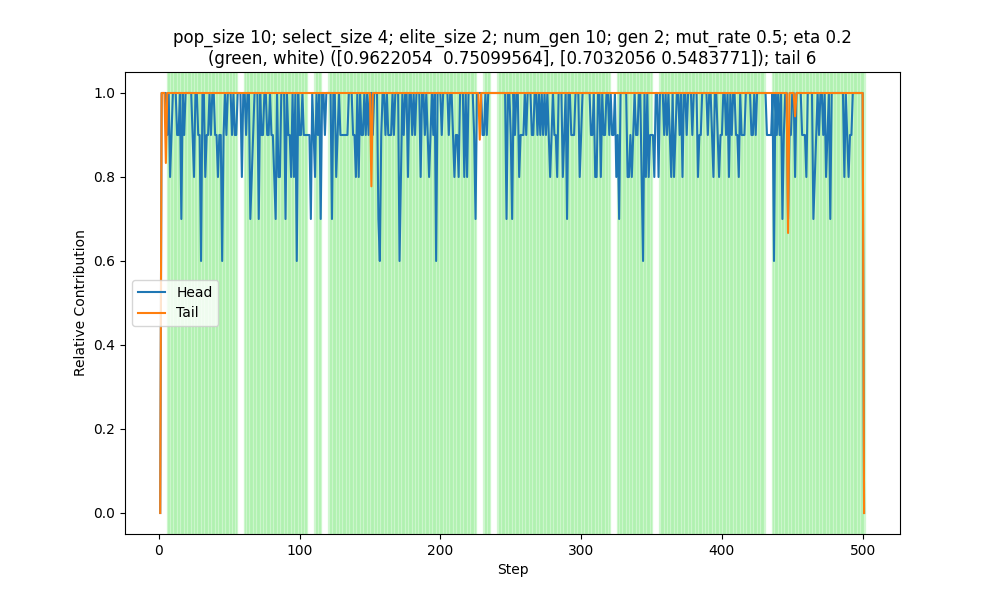 pop_size 10; select_size 4; elite_size 2; num_gen 10; gen 2; mut_rate 0.5; eta 0.2
(green, white) ([0.9622054  0.75099564], [0.7032056 0.5483771]); tail 6
1.0
0.8
0.6
0.4
0.2
0.0
Relative Contribution
Head
Tail
0
100
200
300
400
500
Step